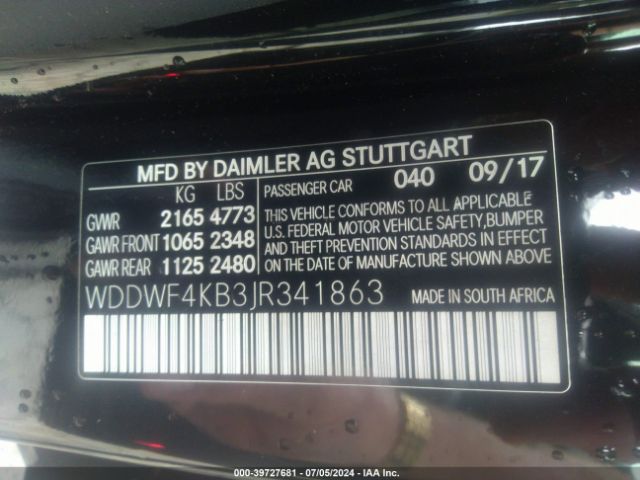 MFD BY DAIMLER AG STUTTGART
KG LBS
GVWR 2165 4773
GAWR FRONT 1065 2348
GAWR REAR 1125 2480
PASSENGER CAR 040 09/17
THIS VEHICLE CONFORMS TO ALL APPLICABLE
U.S. FEDERAL MOTOR VEHICLE SAFETY, BUMPER
AND THEFT PREVENTION STANDARDS IN EFFECT
ON THE DATE OF MANUFACTURE SHOWN ABOVE
WDDWF4KB3JR341863 MADE IN SOUTH AFRICA
000-39727681 - 07/05/2024 - IAA Inc.